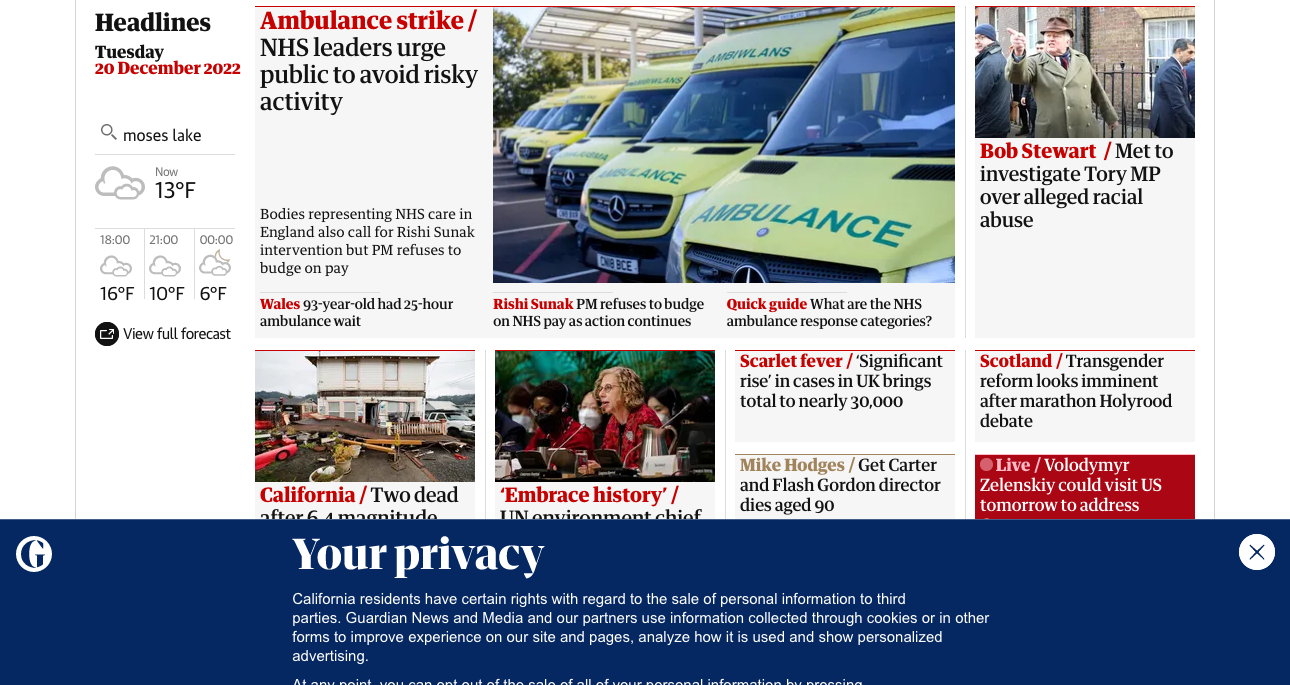 Headlines
Tuesday
20 December 2022
moses lake
Now
13°F
18:00
21:00
00:00
16°F
10°F
6°F
View full forecast
Ambulance strike /
NHS leaders urge
public to avoid risky
activity
Bodies representing NHS care in
England also call for Rishi Sunak
intervention but PM refuses to
budge on pay
AMBIWLANS
AMBULANCE
AMBULANCE
CN18 BCE
Wales 93-year-old had 25-hour
ambulance wait
Rishi Sunak PM refuses to budge
on NHS pay as action continues
Quick guide What are the NHS
ambulance response categories?
Bob Stewart / Met to
investigate Tory MP
over alleged racial
abuse
California / Two dead
after 6.4 magnitude
‘Embrace history’ /
UN environment chief
Scarlet fever / ‘Significant
rise’ in cases in UK brings
total to nearly 30,000
Mike Hodges / Get Carter
and Flash Gordon director
dies aged 90
Scotland / Transgender
reform looks imminent
after marathon Holyrood
debate
Live / Volodymyr
Zelenskiy could visit US
tomorrow to address
G
Your privacy
California residents have certain rights with regard to the sale of personal information to third
parties. Guardian News and Media and our partners use information collected through cookies or in other
forms to improve experience on our site and pages, analyze how it is used and show personalized
advertising.
At any point, you can opt out of the sale of all of your personal information by pressing